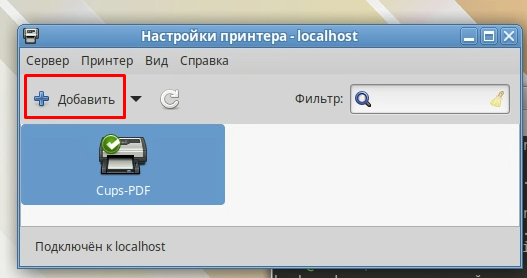 Настройки принтера - localhost
Сервер Принтер Вид Справка
Добавить Фильтр:
Cups-PDF
Подключён к localhost